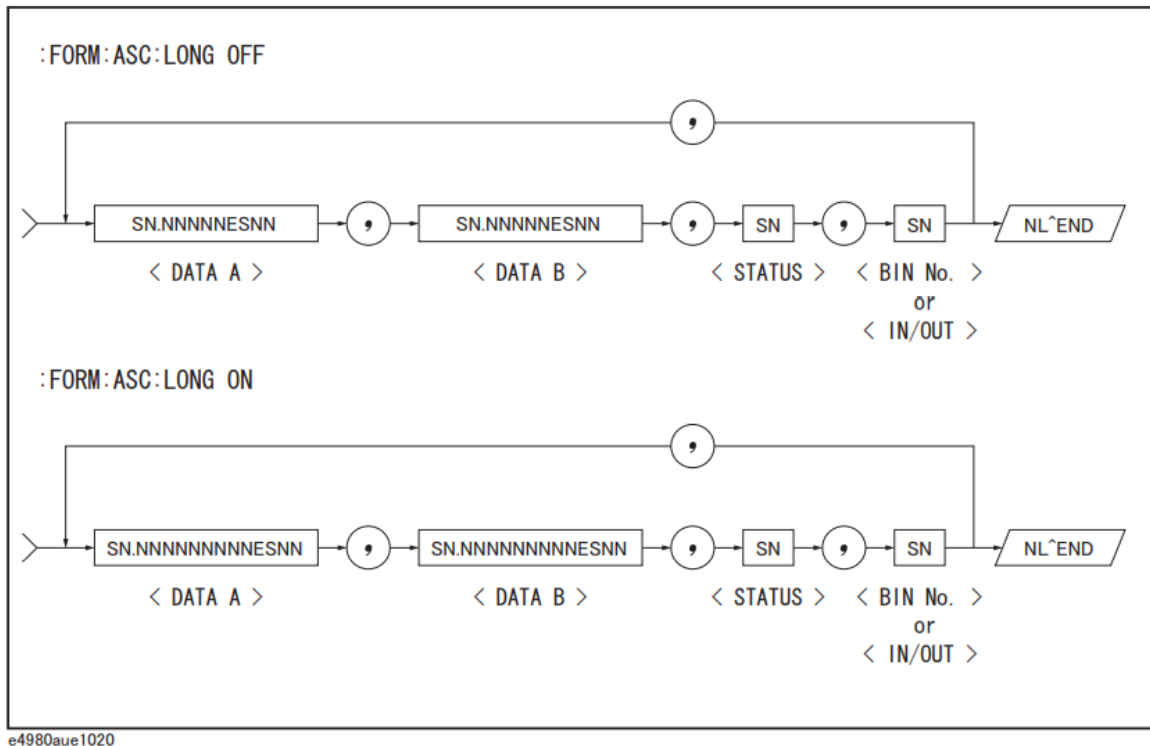 :FORM:ASC:LONG OFF
,
SN.NNNNNESNN , SN.NNNNNESNN , SN , SN NL^END
< DATA A > < DATA B > < STATUS > < BIN No. >
or
< IN/OUT >
:FORM:ASC:LONG ON
,
SN.NNNNNNNNNESNN , SN.NNNNNNNNNESNN , SN , SN NL^END
< DATA A > < DATA B > < STATUS > < BIN No. >
or
< IN/OUT >
e4980aue1020